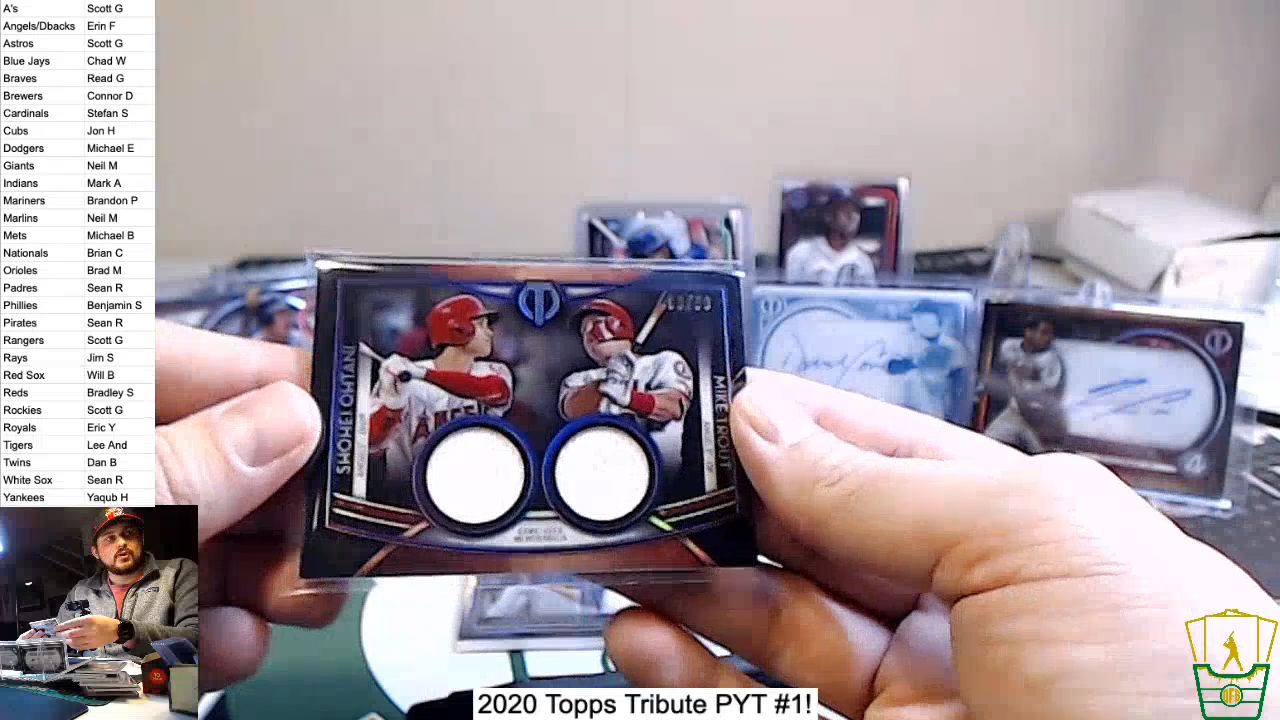 A's Scott G
Angels/Dbacks Erin F
Astros Scott G
Blue Jays Chad W
Braves Read G
Brewers Connor D
Cardinals Stefan S
Cubs Jon H
Dodgers Michael E
Giants Neil M
Indians Mark A
Mariners Brandon P
Marlins Neil M
Mets Michael B
Nationals Brian C
Orioles Brad M
Padres Sean R
Phillies Benjamin S
Pirates Sean R
Rangers Scott G
Rays Jim S
Red Sox Will B
Reds Bradley S
Rockies Scott G
Royals Eric Y
Tigers Lee And
Twins Dan B
White Sox Sean R
Yankees Yaqub H
SHOHEI OHTANI
MIKE TROUT
GAME-USED
MEMORABILIA
2020 Topps Tribute PYT #1!